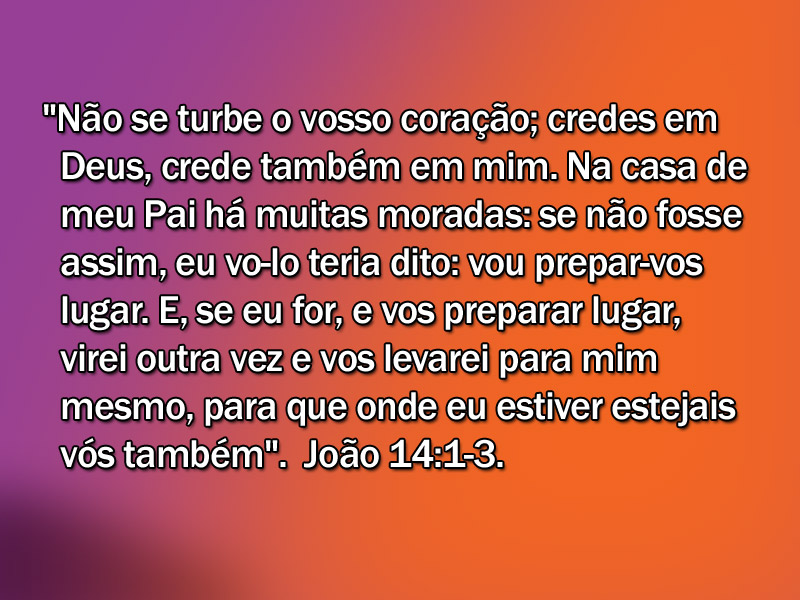 "Não se turbe o vosso coração; credes em
Deus, crede também em mim. Na casa de
meu Pai há muitas moradas: se não fosse
assim, eu vo-lo teria dito: vou prepar-vos
lugar. E, se eu for, e vos preparar lugar,
virei outra vez e vos levarei para mim
mesmo, para que onde eu estiver estejais
vós também".  João 14:1-3.